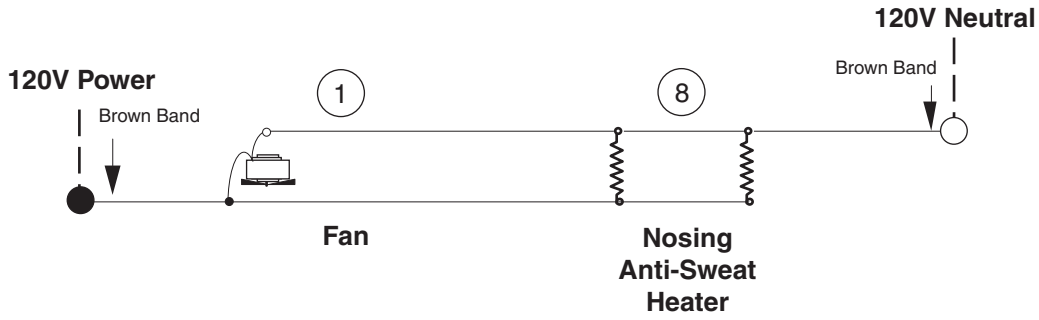 120V Neutral
120V Power
Brown Band
Brown Band
1
8
Fan
Nosing
Anti-Sweat
Heater